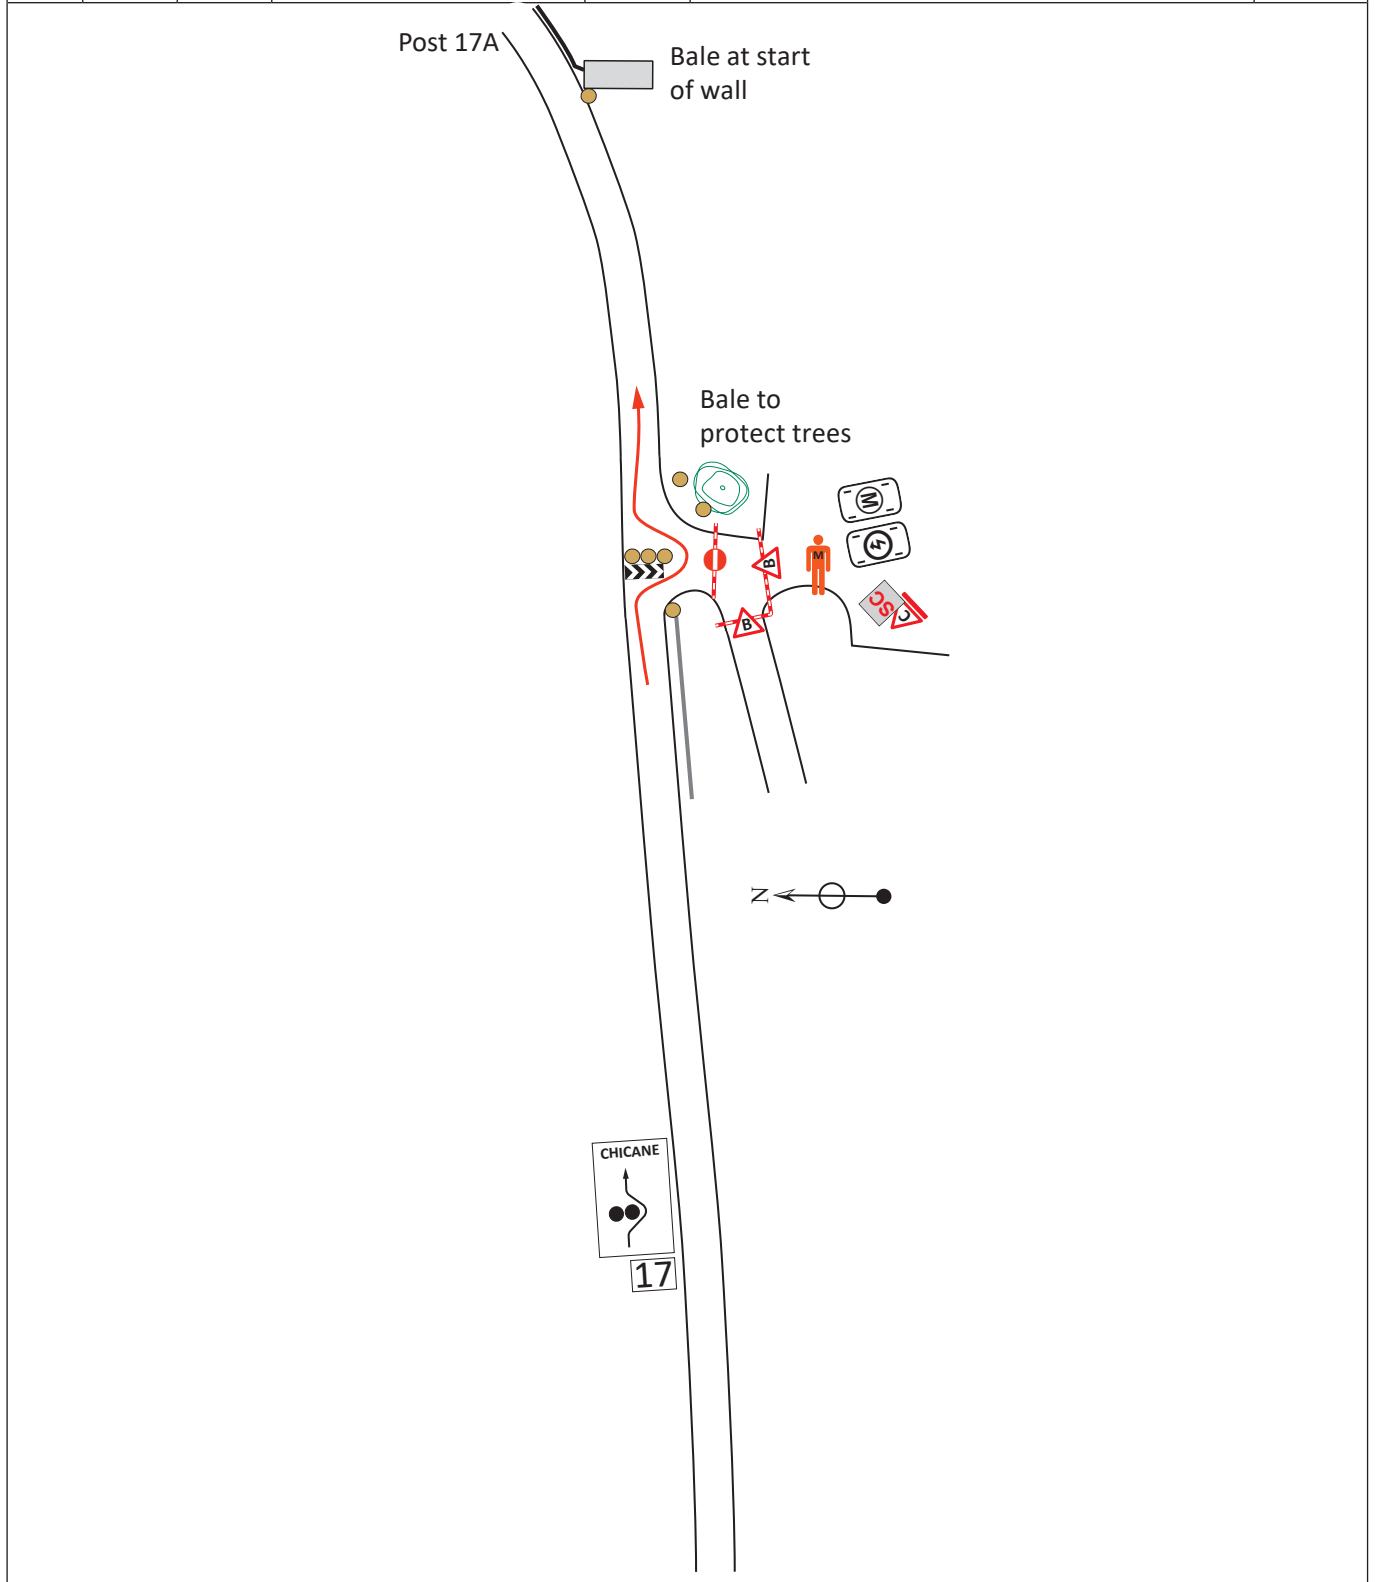 Post 17A
Bale at start
of wall
Bale to
protect trees
M
M
B
B
SC
C
N
CHICANE
17